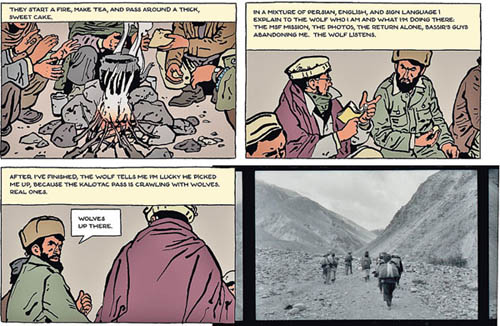 THEY START A FIRE, MAKE TEA, AND PASS AROUND A THICK,
SWEET CAKE.
IN A MIXTURE OF PERSIAN, ENGLISH, AND SIGN LANGUAGE I
EXPLAIN TO THE WOLF WHO I AM AND WHAT I'M DOING THERE:
THE MSF MISSION, THE PHOTOS, THE RETURN ALONE, BASSIR'S GUYS
ABANDONING ME. THE WOLF LISTENS.
AFTER I'VE FINISHED, THE WOLF TELLS ME I'M LUCKY HE PICKED
ME UP, BECAUSE THE KALOTAC PASS IS CRAWLING WITH WOLVES.
REAL ONES.
WOLVES
UP THERE.